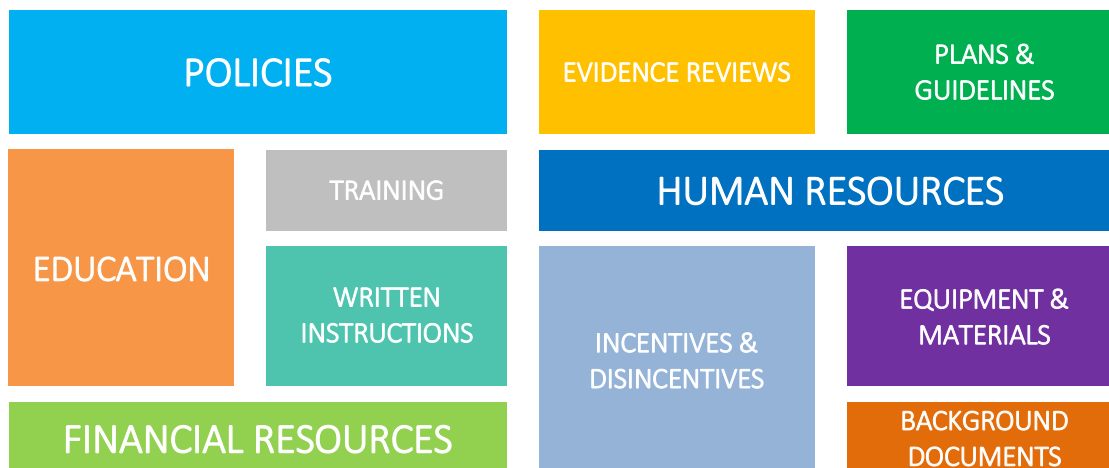 POLICIES
EVIDENCE REVIEWS
PLANS &
GUIDELINES
EDUCATION
TRAINING
HUMAN RESOURCES
WRITTEN
INSTRUCTIONS
INCENTIVES &
DISINCENTIVES
EQUIPMENT &
MATERIALS
FINANCIAL RESOURCES
BACKGROUND
DOCUMENTS